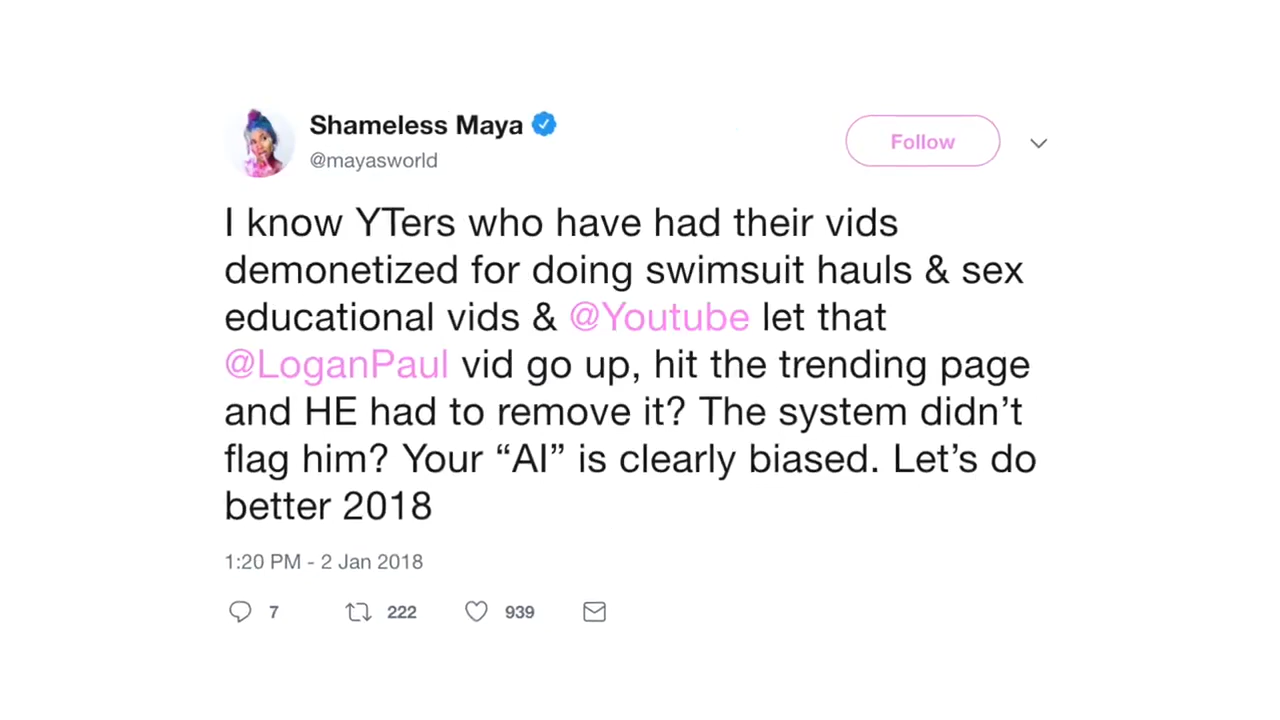 Shameless Maya
@mayasworld
Follow
I know YTers who have had their vids
demonetized for doing swimsuit hauls & sex
educational vids & @Youtube let that
@LoganPaul vid go up, hit the trending page
and HE had to remove it? The system didn’t
flag him? Your “AI” is clearly biased. Let’s do
better 2018
1:20 PM - 2 Jan 2018
7 222 939